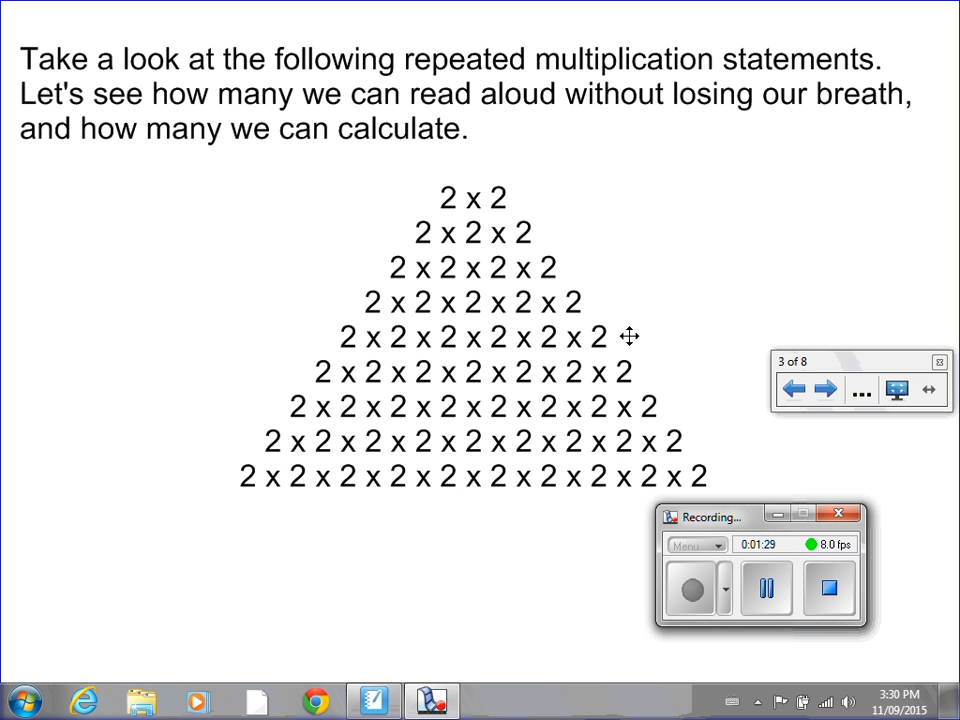 Take a look at the following repeated multiplication statements.
Let's see how many we can read aloud without losing our breath,
and how many we can calculate.
2 x 2
2 x 2 x 2
2 x 2 x 2 x 2
2 x 2 x 2 x 2 x 2
2 x 2 x 2 x 2 x 2 x 2
2 x 2 x 2 x 2 x 2 x 2 x 2
2 x 2 x 2 x 2 x 2 x 2 x 2 x 2
2 x 2 x 2 x 2 x 2 x 2 x 2 x 2 x 2
2 x 2 x 2 x 2 x 2 x 2 x 2 x 2 x 2 x 2
3 of 8
...
Recording...
Menu
0:01:29
8.0 fps
3:30 PM
11/09/2015